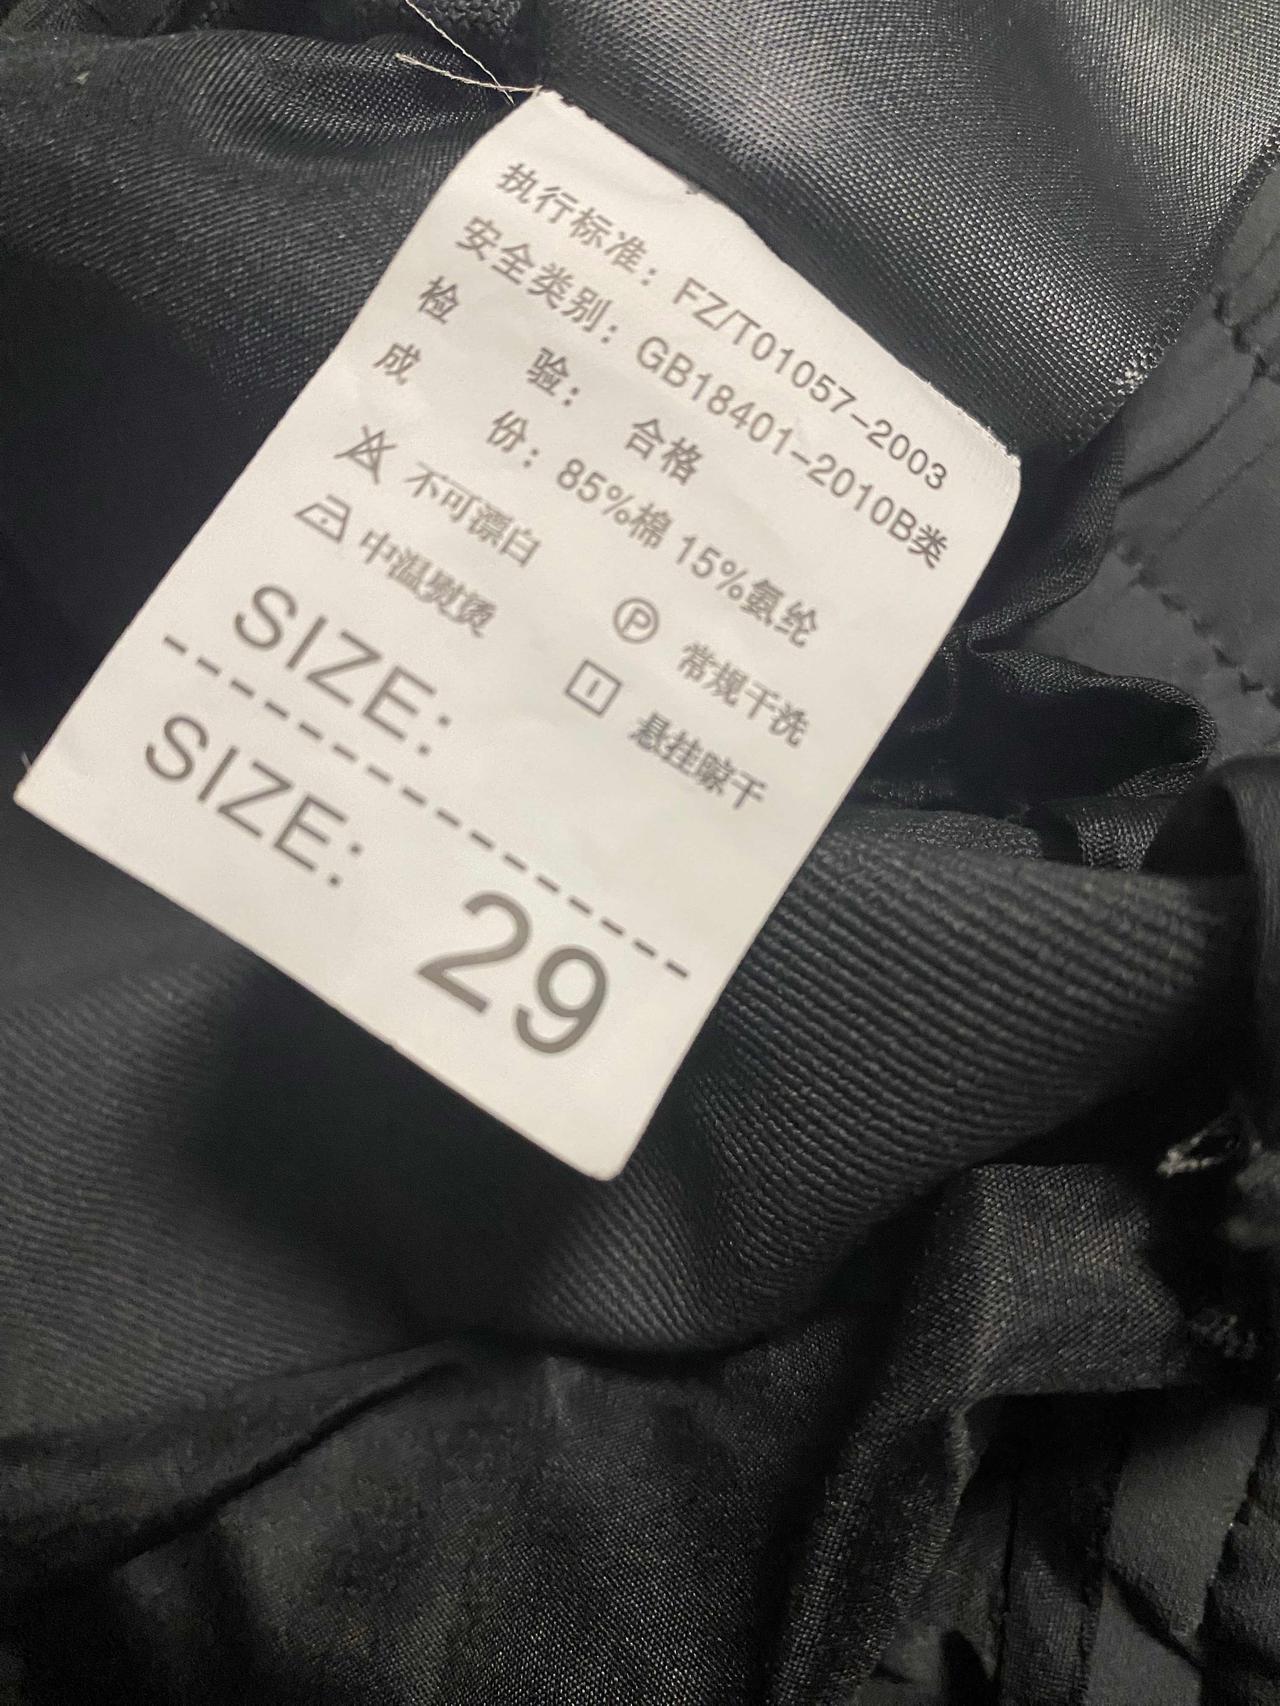 执行标准：FZ/T01057-2003
安全类别：GB18401-2010B类
检 验：合格
成 份：85%棉 15%氨纶
不可漂白 Ⓟ 常规干洗
中温熨烫 悬挂晾干
SIZE:
SIZE: 29